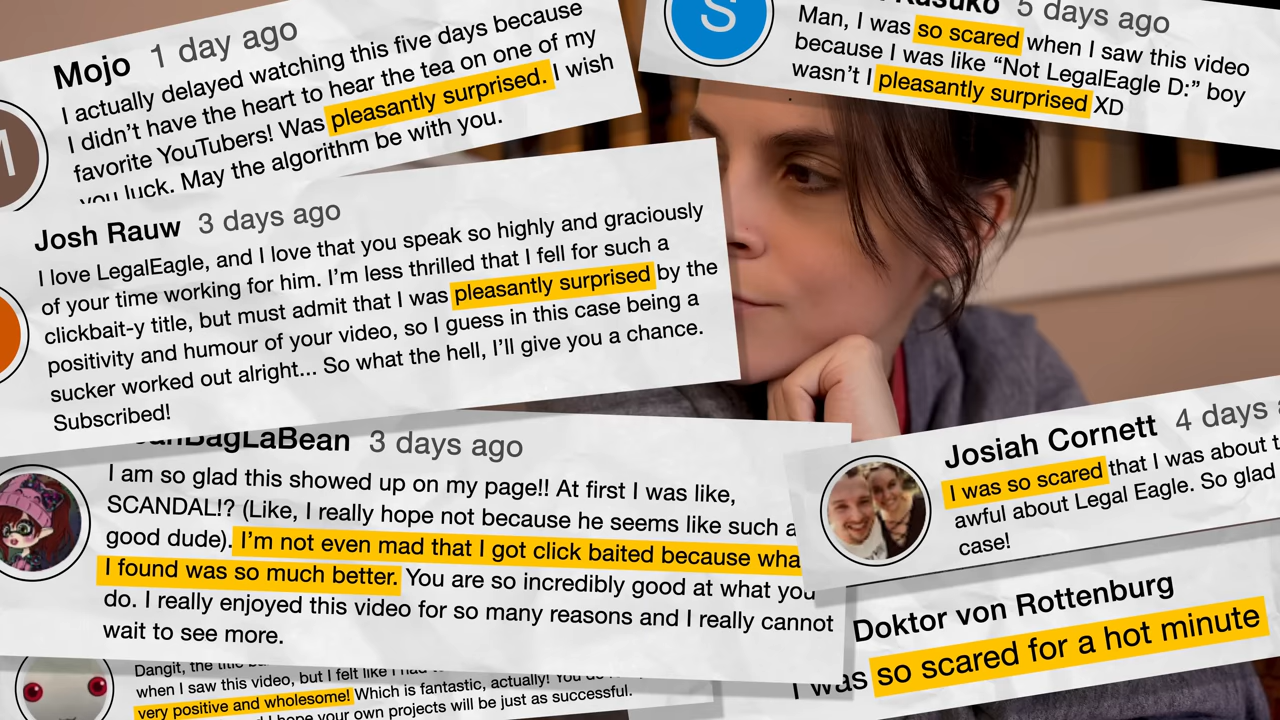 Mojo 1 day ago
I actually delayed watching this five days because
I didn't have the heart to hear the tea on one of my
favorite YouTubers! Was pleasantly surprised. I wish
you luck. May the algorithm be with you.
M
S
5 days ago
Man, I was so scared when I saw this video
because I was like “Not LegalEagle D:” boy
wasn't I pleasantly surprised XD
Josh Rauw 3 days ago
I love LegalEagle, and I love that you speak so highly and graciously
of your time working for him. I'm less thrilled that I fell for such a
clickbait-y title, but must admit that I was pleasantly surprised by the
positivity and humour of your video, so I guess in this case being a
sucker worked out alright... So what the hell, I'll give you a chance.
Subscribed!
BagLaBean 3 days ago
I am so glad this showed up on my page!! At first I was like,
SCANDAL!? (Like, I really hope not because he seems like such a
good dude). I'm not even mad that I got click baited because wha
I found was so much better. You are so incredibly good at what you
do. I really enjoyed this video for so many reasons and I really cannot
wait to see more.
Josiah Cornett 4 days
I was so scared that I was about t
awful about Legal Eagle. So glad
case!
Doktor von Rottenburg
I was so scared for a hot minute
Dangit, the
when I saw this video, but I felt like I had
very positive and wholesome! Which is fantastic, actually! You
hope your own projects will be just as successful.